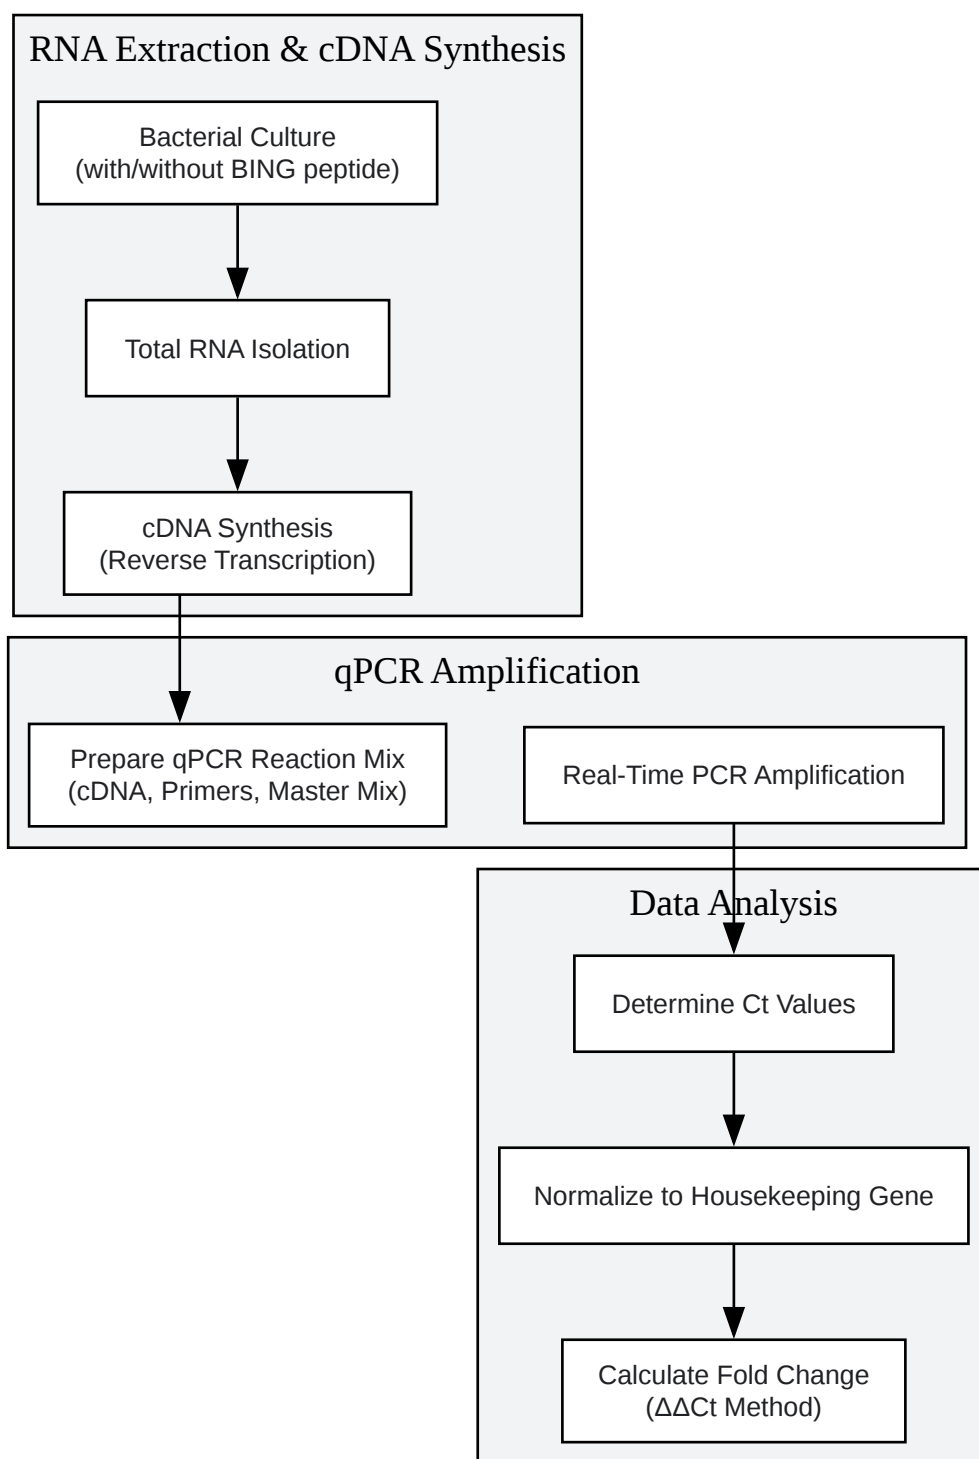 RNA Extraction & cDNA Synthesis
Bacterial Culture
(with/without BING peptide)
Total RNA Isolation
cDNA Synthesis
(Reverse Transcription)
qPCR Amplification
Prepare qPCR Reaction Mix
(cDNA, Primers, Master Mix)
Real-Time PCR Amplification
Data Analysis
Determine Ct Values
Normalize to Housekeeping Gene
Calculate Fold Change
(ΔΔCt Method)